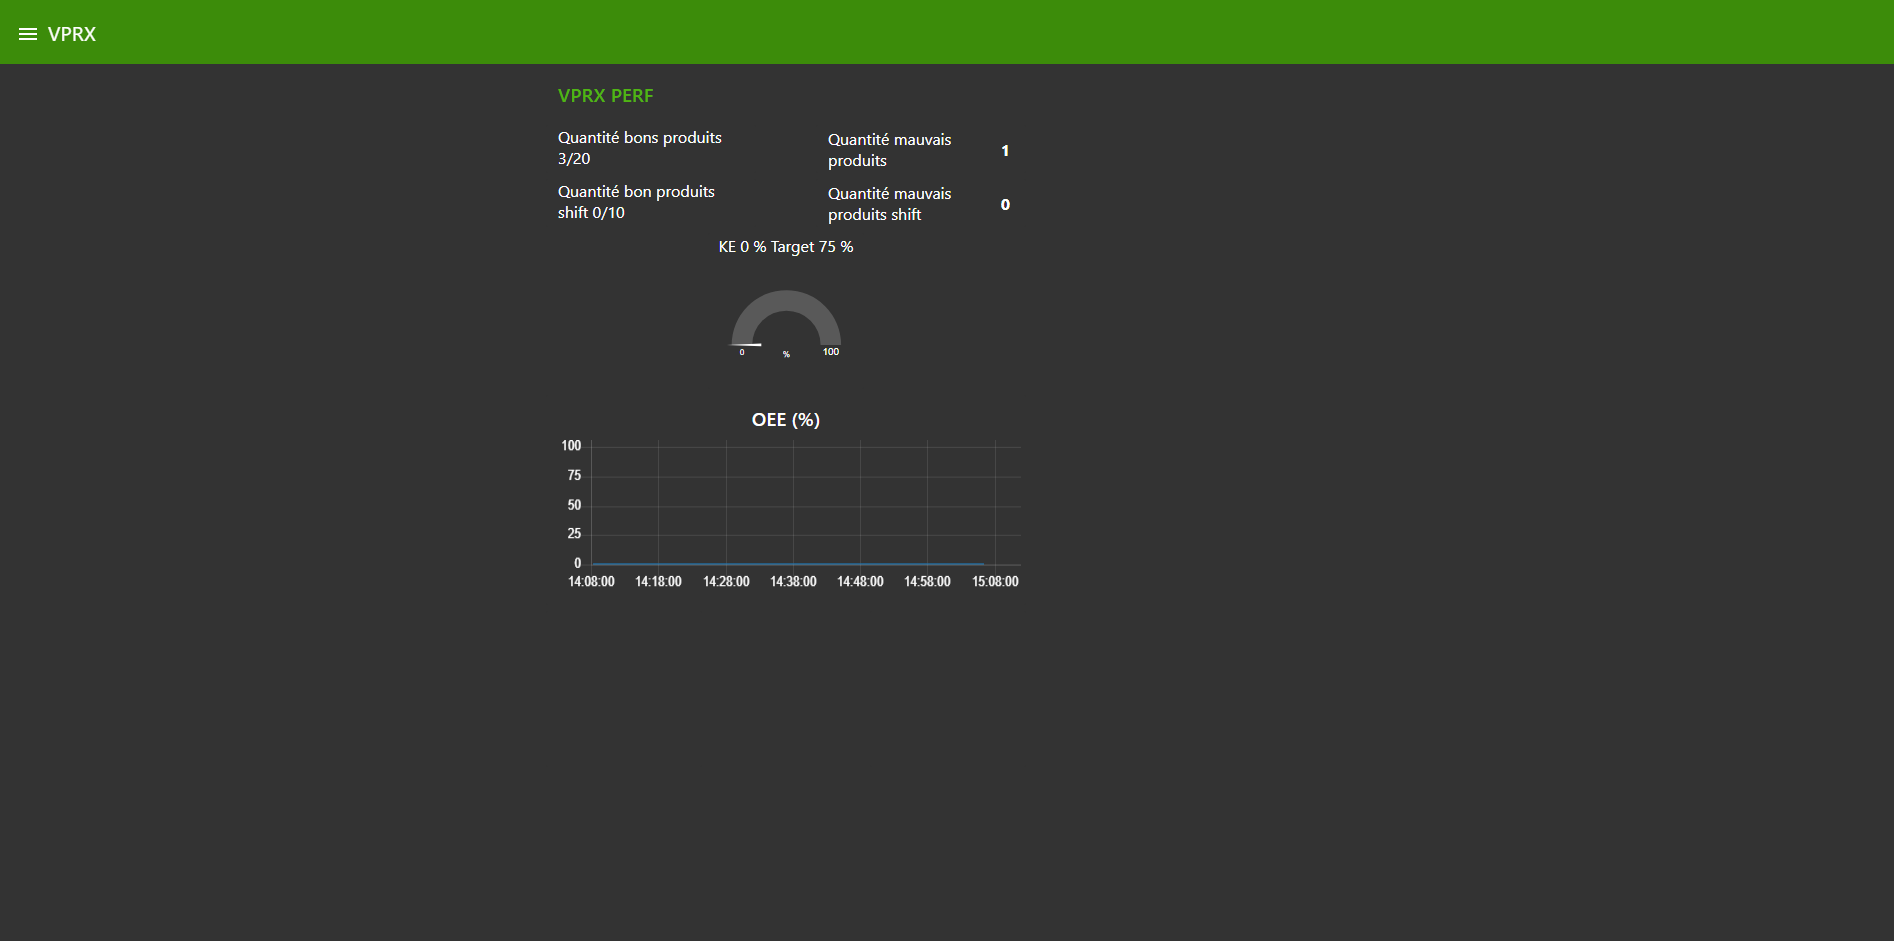 VPRX
VPRX PERF
Quantité bons produits
3/20
Quantité mauvais
produits
1
Quantité bon produits
shift 0/10
Quantité mauvais
produits shift
0
KE 0 % Target 75 %
0
%
100
OEE (%)
100
75
50
25
0
14:08:00 14:18:00 14:28:00 14:38:00 14:48:00 14:58:00 15:08:00